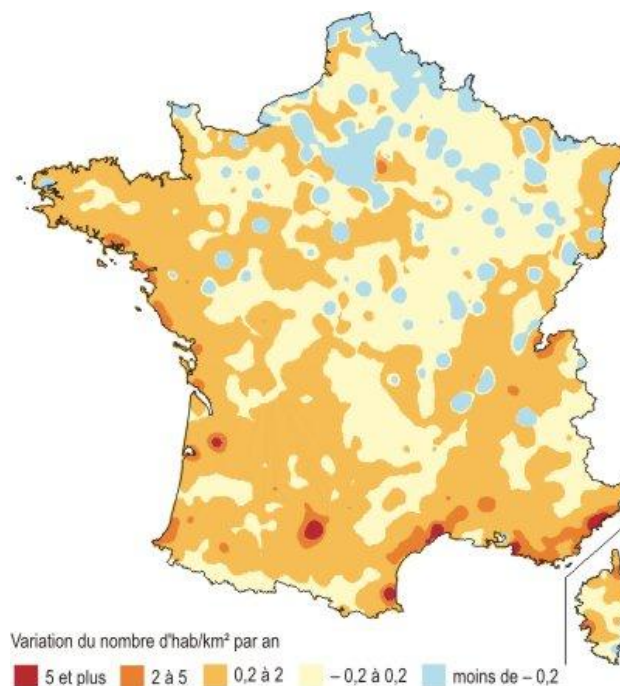 Variation du nombre d'hab/km² par an
5 et plus 2 à 5 0,2 à 2 – 0,2 à 0,2 moins de – 0,2